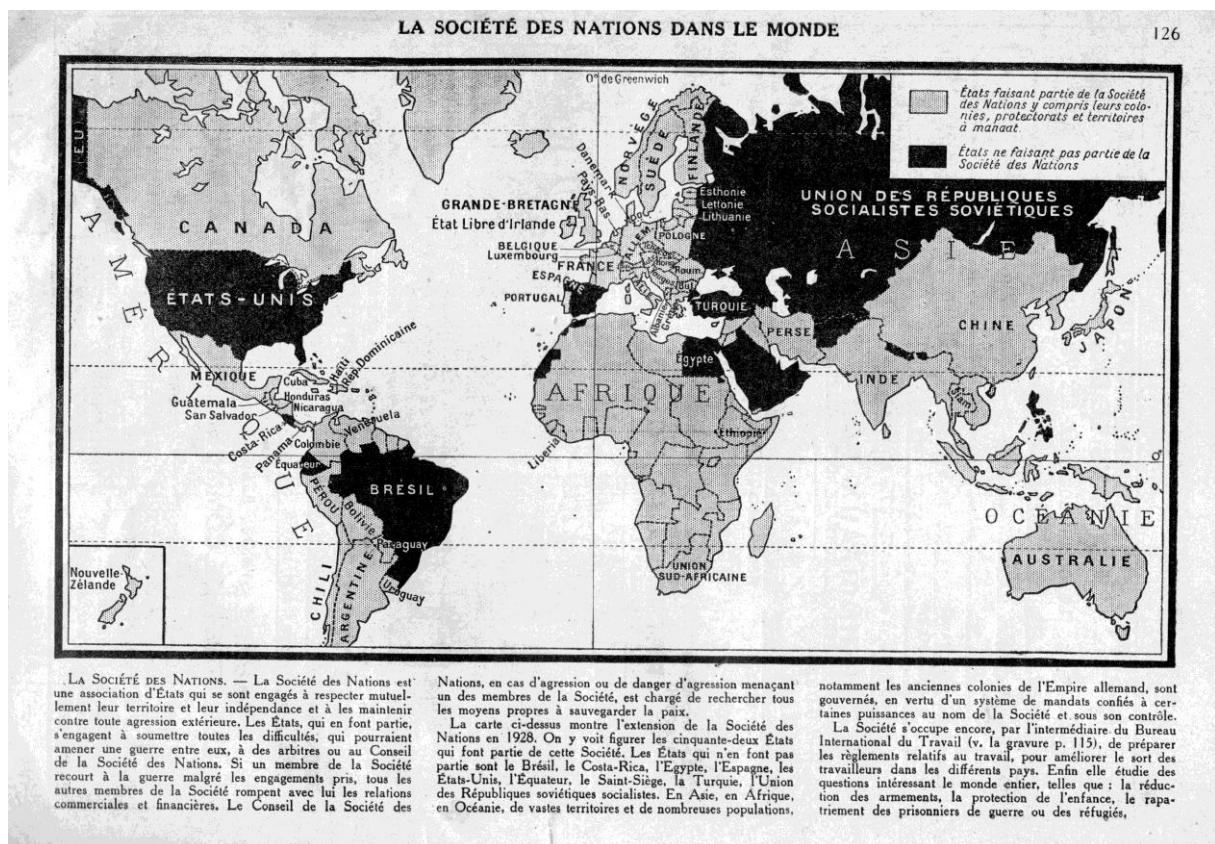 LA SOCIÉTÉ DES NATIONS DANS LE MONDE
126
0° de Greenwich
États faisant partie de la Société
des Nations y compris leurs colo-
nies, protectorats et territoires
à manaat.
États ne faisant pas partie de la
Société des Nations
E.U.
CANADA
ÉTATS-UNIS
AMÉRIQUE
MEXIQUE
Cuba
Haïti
Rép. Dominicaine
Guatemala
Honduras
San Salvador
Nicaragua
Costa-Rica
Panama
Venezuela
Colombie
Équateur
PÉROU
BRÉSIL
Bolivie
Paraguay
CHILI
ARGENTINE
Uruguay
Nouvelle-
Zélande
NORVÈGE
SUÈDE
FINLANDE
Danemark
Pays-Bas
GRANDE-BRETAGNE
État Libre d'Irlande
Esthonie
Lettonie
Lithuanie
BELGIQUE
Luxembourg
ALLEM.
POLOGNE
FRANCE
ESPAGNE
PORTUGAL
Roum.
Albanie
Grèce
TURQUIE
UNION DES RÉPUBLIQUES
SOCIALISTES SOVIÉTIQUES
ASIE
PERSE
CHINE
JAPON
INDE
Siam
Egypte
AFRIQUE
Ethiopie
Liberia
UNION
SUD-AFRICAINE
0°
OCÉANIE
AUSTRALIE
LA SOCIÉTÉ DES NATIONS. — La Société des Nations est
une association d'États qui se sont engagés à respecter mutuel-
lement leur territoire et leur indépendance et à les maintenir
contre toute agression extérieure. Les États, qui en font partie,
s'engagent à soumettre toutes les difficultés, qui pourraient
amener une guerre entre eux, à des arbitres ou au Conseil
de la Société des Nations. Si un membre de la Société
recourt à la guerre malgré les engagements pris, tous les
autres membres de la Société rompent avec lui les relations
commerciales et financières. Le Conseil de la Société des
Nations, en cas d'agression ou de danger d'agression menaçant
un des membres de la Société, est chargé de rechercher tous
les moyens propres à sauvegarder la paix.
La carte ci-dessus montre l'extension de la Société des
Nations en 1928. On y voit figurer les cinquante-deux États
qui font partie de cette Société. Les États qui n'en font pas
partie sont le Brésil, le Costa-Rica, l'Egypte, l'Espagne, les
États-Unis, l'Équateur, le Saint-Siège, la Turquie, l'Union
des Républiques soviétiques socialistes. En Asie, en Afrique,
en Océanie, de vastes territoires et de nombreuses populations,
notamment les anciennes colonies de l'Empire allemand, sont
gouvernés, en vertu d'un système de mandats confiés à cer-
taines puissances au nom de la Société et sous son contrôle.
La Société s'occupe encore, par l'intermédiaire du Bureau
International du Travail (v. la gravure p. 115), de préparer
les règlements relatifs au travail, pour améliorer le sort des
travailleurs dans les différents pays. Enfin elle étudie des
questions intéressant le monde entier, telles que : la réduc-
tion des armements, la protection de l'enfance, le rapa-
triement des prisonniers de guerre ou des réfugiés,